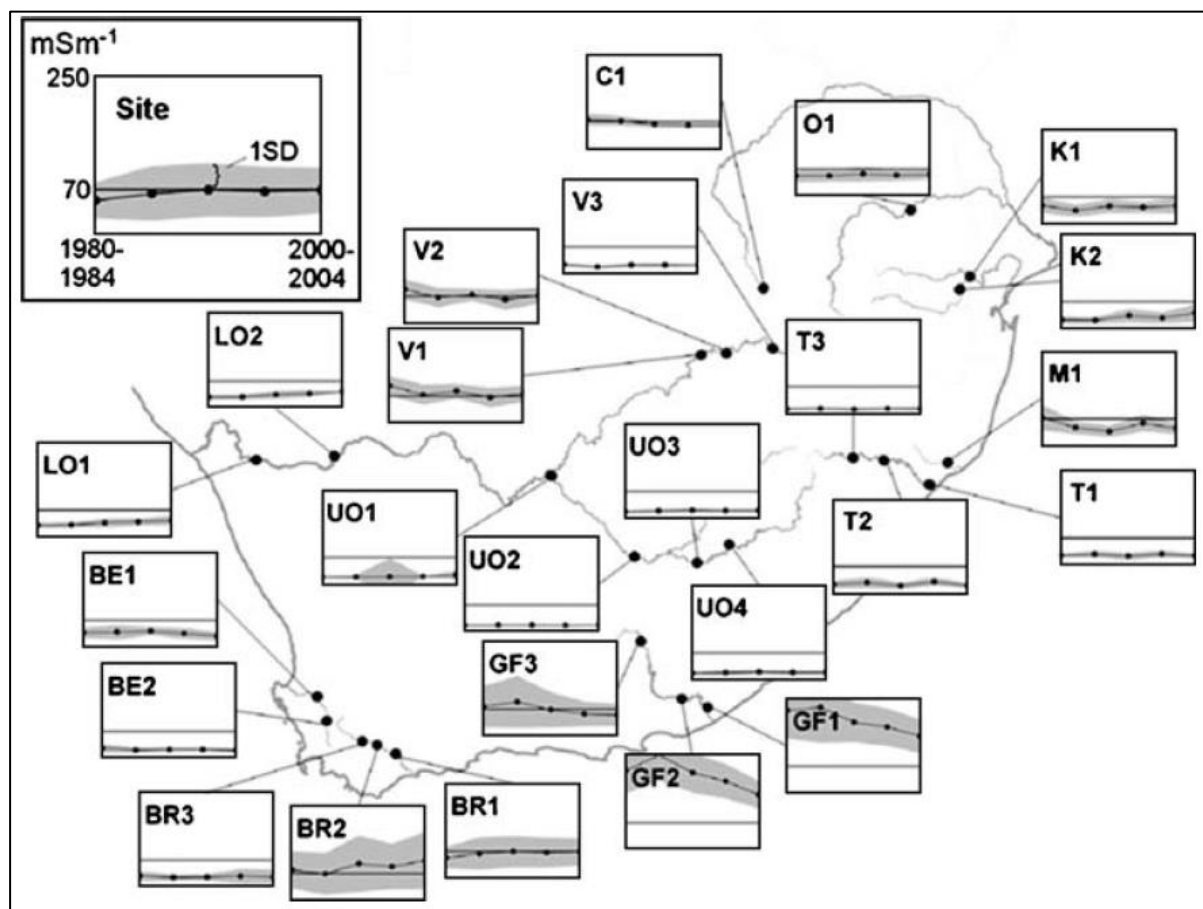 mSm⁻¹
250
Site
1SD
70
1980-
1984
2000-
2004
C1
O1
K1
V3
V2
K2
LO2
V1
T3
M1
LO1
UO3
UO1
T2
T1
UO2
BE1
UO4
GF3
BE2
GF1
GF2
BR3
BR2
BR1